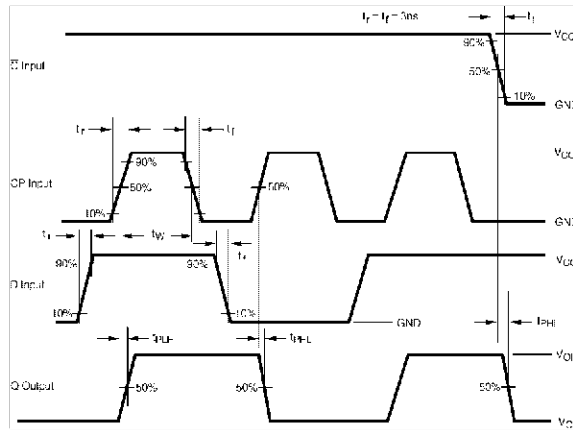 tr = tf = 3ns
tf
VCC
90%
C Input
50%
10%
GND
tr
tf
VCC
90%
CP Input
50%
50%
10%
GND
tW
90%
90%
VCC
D Input
10%
10%
GND
tPLH
tPHL
tPHL
VOH
Q Output
50%
50%
50%